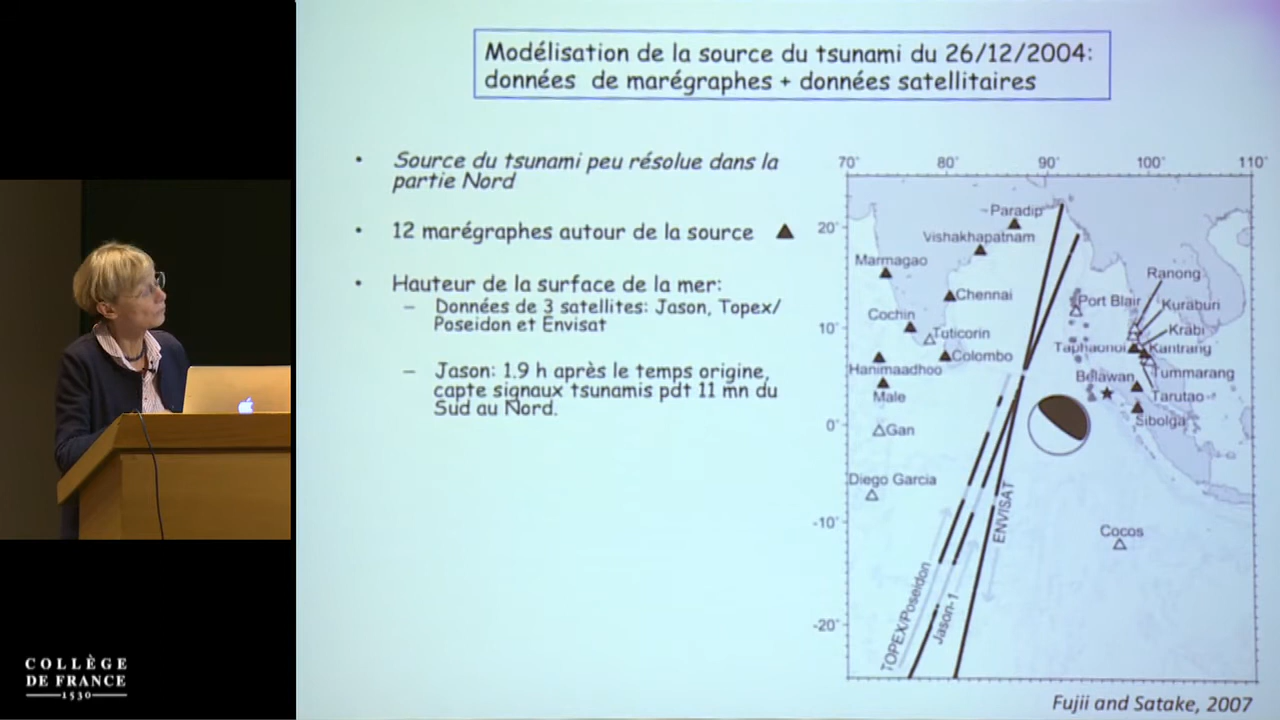 Modélisation de la source du tsunami du 26/12/2004:
données de marégraphes + données satellitaires
• Source du tsunami peu résolue dans la
partie Nord
• 12 marégraphes autour de la source
• Hauteur de la surface de la mer:
– Données de 3 satellites: Jason, Topex/
Poseidon et Envisat
– Jason: 1.9 h après le temps origine,
capte signaux tsunamis pdt 11 mn du
Sud au Nord.
70° 80° 90° 100° 110°
20°
10°
0°
-10°
-20°
Paradip
Vishakhapatnam
Marmagao
Ranong
Chennai
Port Blair
Kuraburi
Cochin
Tuticorin
Krabi
Taphaonoi
Kantrang
Colombo
Hanimaadhoo
Belawan
Tummarang
Male
Tarutao
Sibolga
Gan
Diego Garcia
ENVISAT
Cocos
TOPEX/Poseidon
Jason-1
Fujii and Satake, 2007
COLLÈGE
DE FRANCE
1530